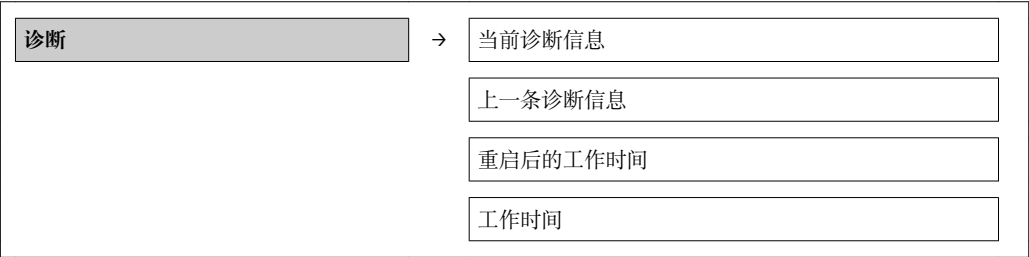 诊断 → 当前诊断信息
上一条诊断信息
重启后的工作时间
工作时间